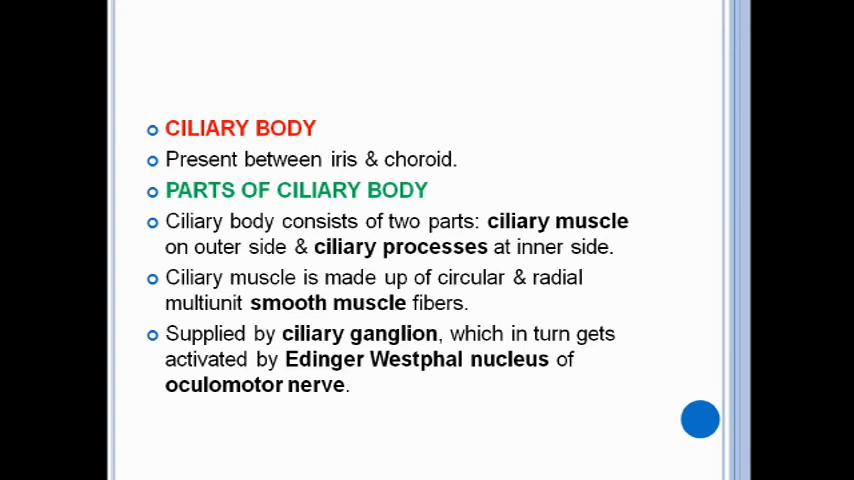 CILIARY BODY
Present between iris & choroid.
PARTS OF CILIARY BODY
Ciliary body consists of two parts: ciliary muscle
on outer side & ciliary processes at inner side.
Ciliary muscle is made up of circular & radial
multiunit smooth muscle fibers.
Supplied by ciliary ganglion, which in turn gets
activated by Edinger Westphal nucleus of
oculomotor nerve.